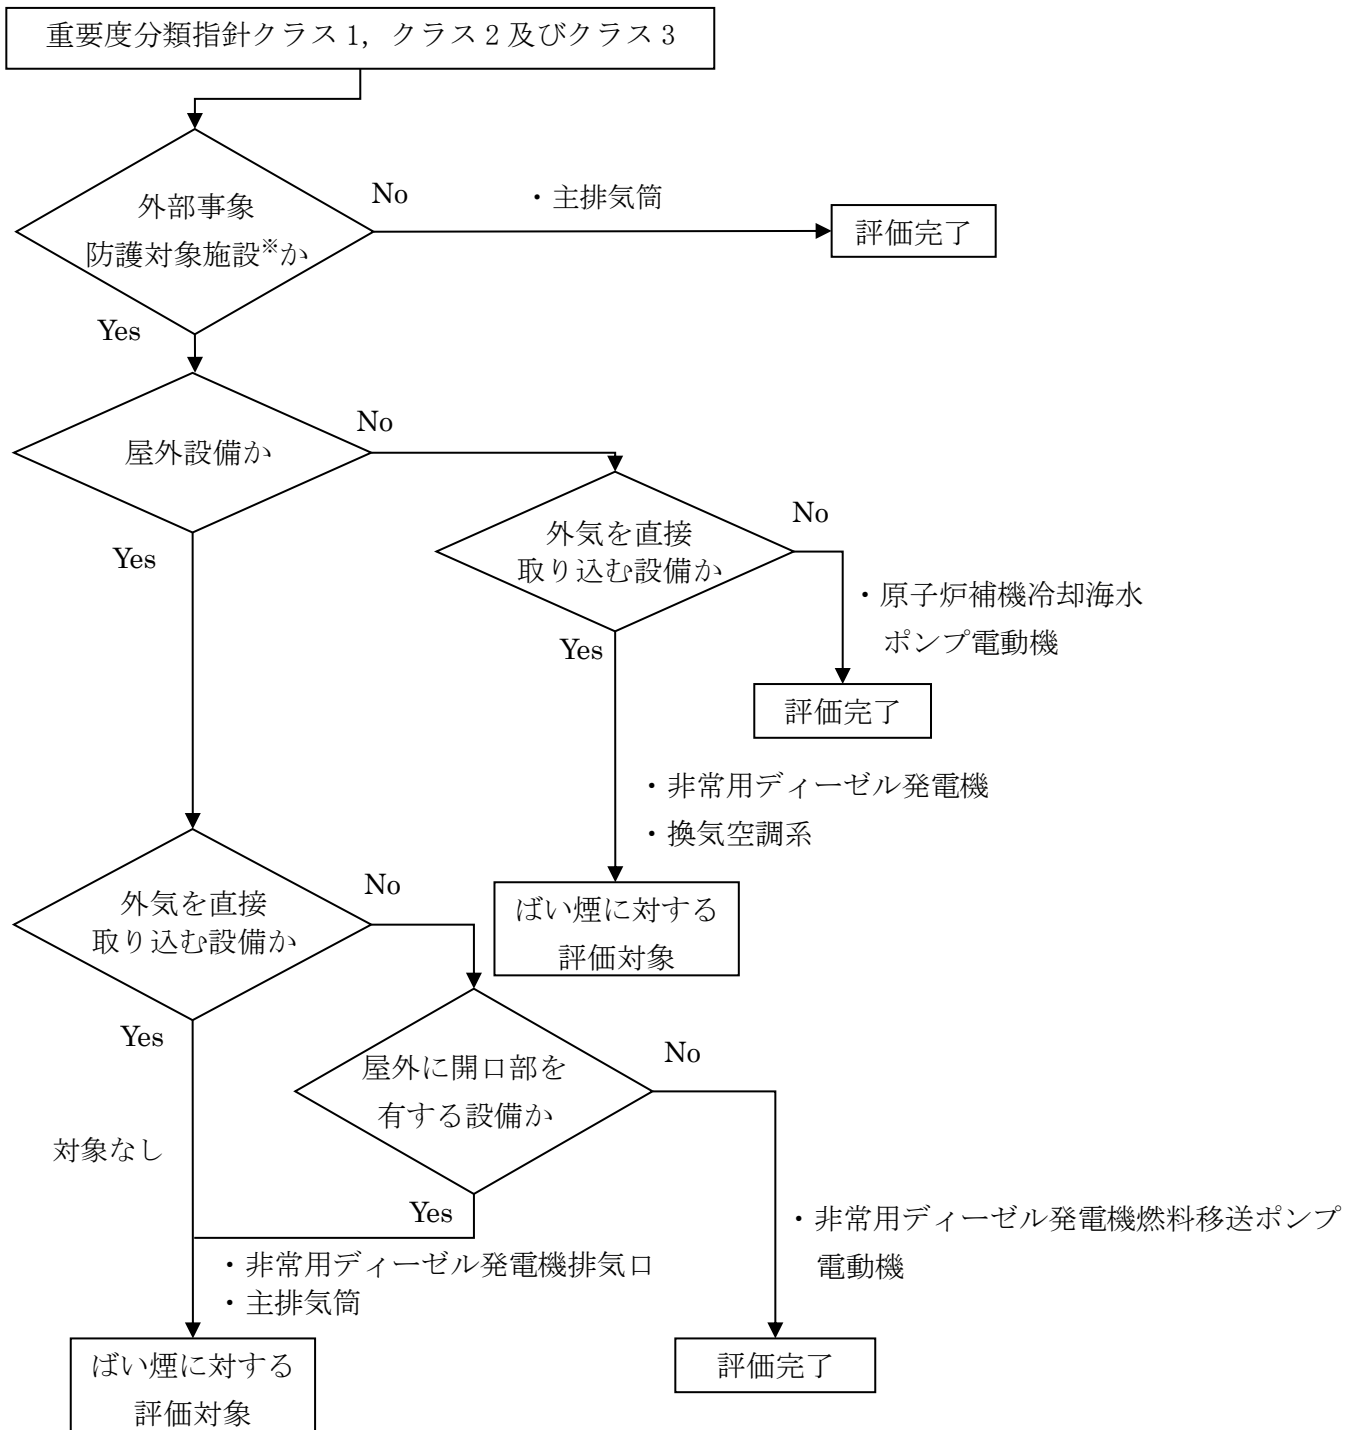 重要度分類指針クラス1，クラス2及びクラス3
外部事象
防護対象施設※か
No
・主排気筒
評価完了
Yes
屋外設備か
No
Yes
外気を直接
取り込む設備か
No
・原子炉補機冷却海水
ポンプ電動機
評価完了
Yes
・非常用ディーゼル発電機
・換気空調系
ばい煙に対する
評価対象
外気を直接
取り込む設備か
No
Yes
対象なし
屋外に開口部を
有する設備か
No
Yes
・非常用ディーゼル発電機燃料移送ポンプ
電動機
・非常用ディーゼル発電機排気口
・主排気筒
ばい煙に対する
評価対象
評価完了